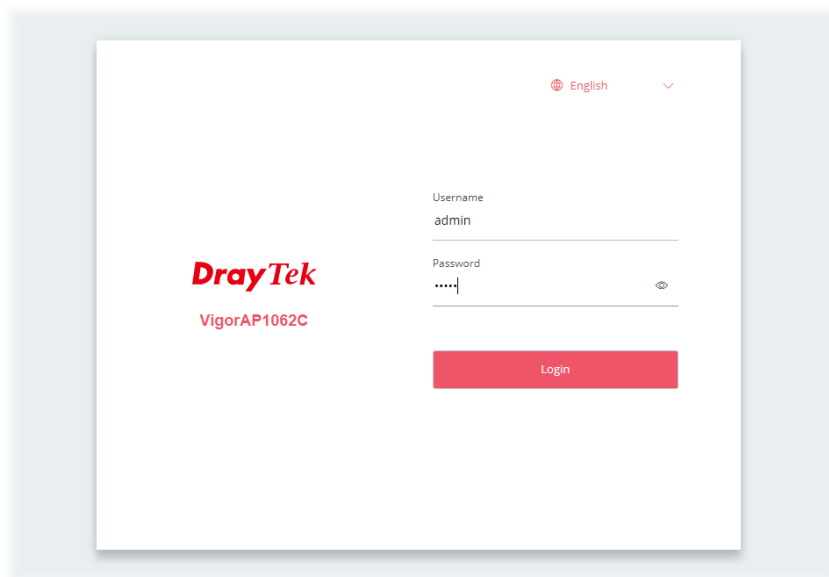 English
Username
admin
Password
•••••
DrayTek
VigorAP1062C
Login